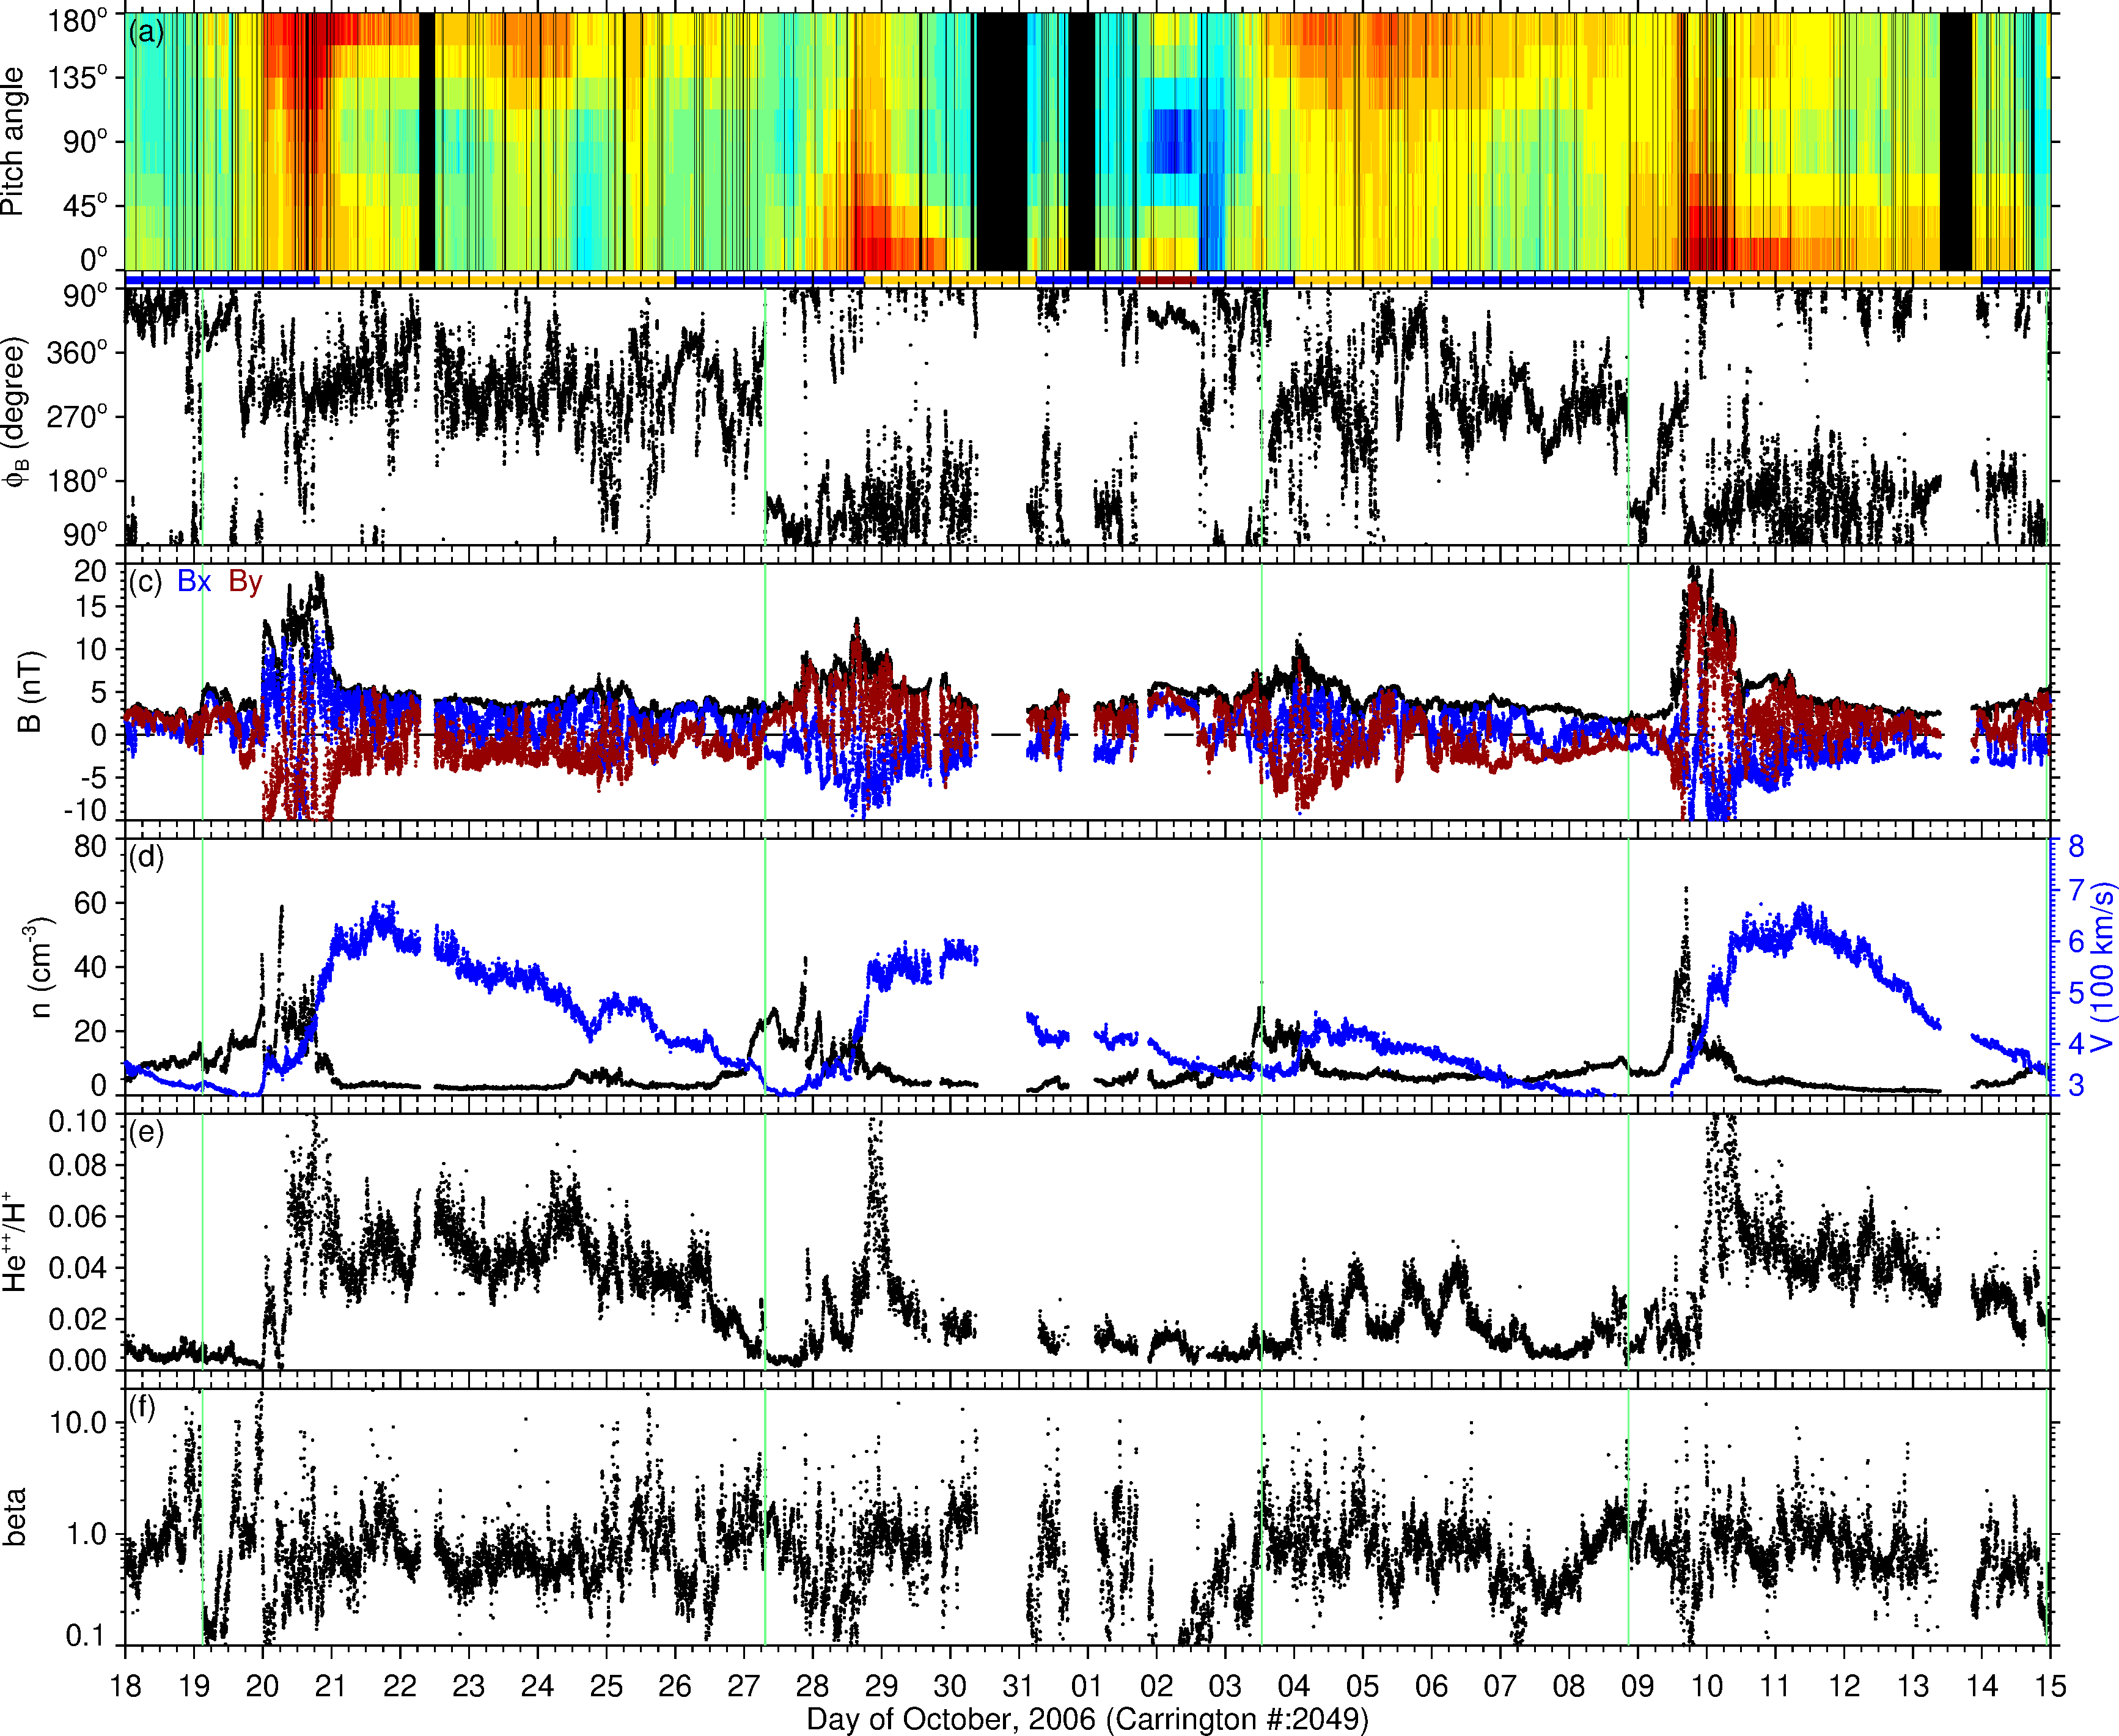 (a)
180°
135°
90°
45°
0°
Pitch angle
90°
360°
270°
180°
90°
ϕB (degree)
(c) Bx By
20
15
10
5
0
-5
-10
B (nT)
(d)
80
60
40
20
0
n (cm-3)
8
7
6
5
4
3
V (100 km/s)
(e)
0.10
0.08
0.06
0.04
0.02
0.00
He++/H+
(f)
10.0
1.0
0.1
beta
18 19 20 21 22 23 24 25 26 27 28 29 30 31 01 02 03 04 05 06 07 08 09 10 11 12 13 14 15
Day of October, 2006 (Carrington #:2049)